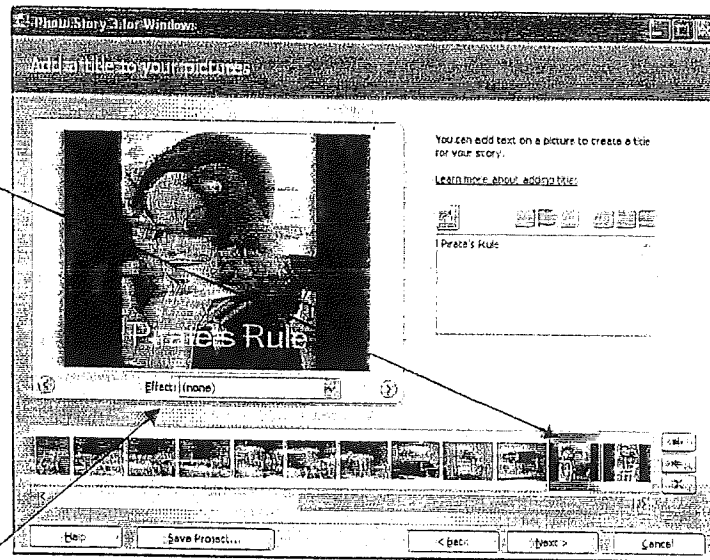 Photo Story 3 for Windows
Add a title to your pictures
You can add text on a picture to create a title
for your story.
Learn more about adding titles
Pirate's Rule
Pirate's Rule
Effect: (none)
Help
Save Project...
< Back
Next >
Cancel